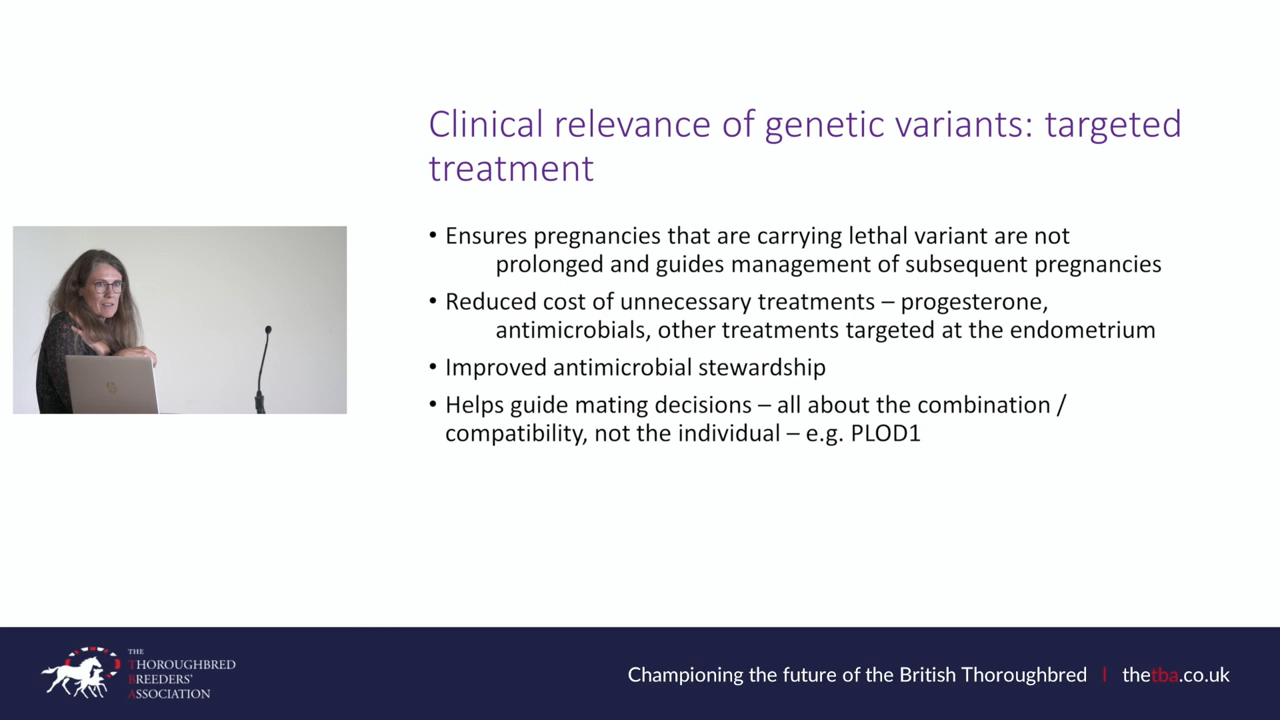 Clinical relevance of genetic variants: targeted
treatment
• Ensures pregnancies that are carrying lethal variant are not
prolonged and guides management of subsequent pregnancies
• Reduced cost of unnecessary treatments – progesterone,
antimicrobials, other treatments targeted at the endometrium
• Improved antimicrobial stewardship
• Helps guide mating decisions – all about the combination /
compatibility, not the individual – e.g. PLOD1
THE
THOROUGHBRED
BREEDERS'
ASSOCIATION
Championing the future of the British Thoroughbred | thetba.co.uk